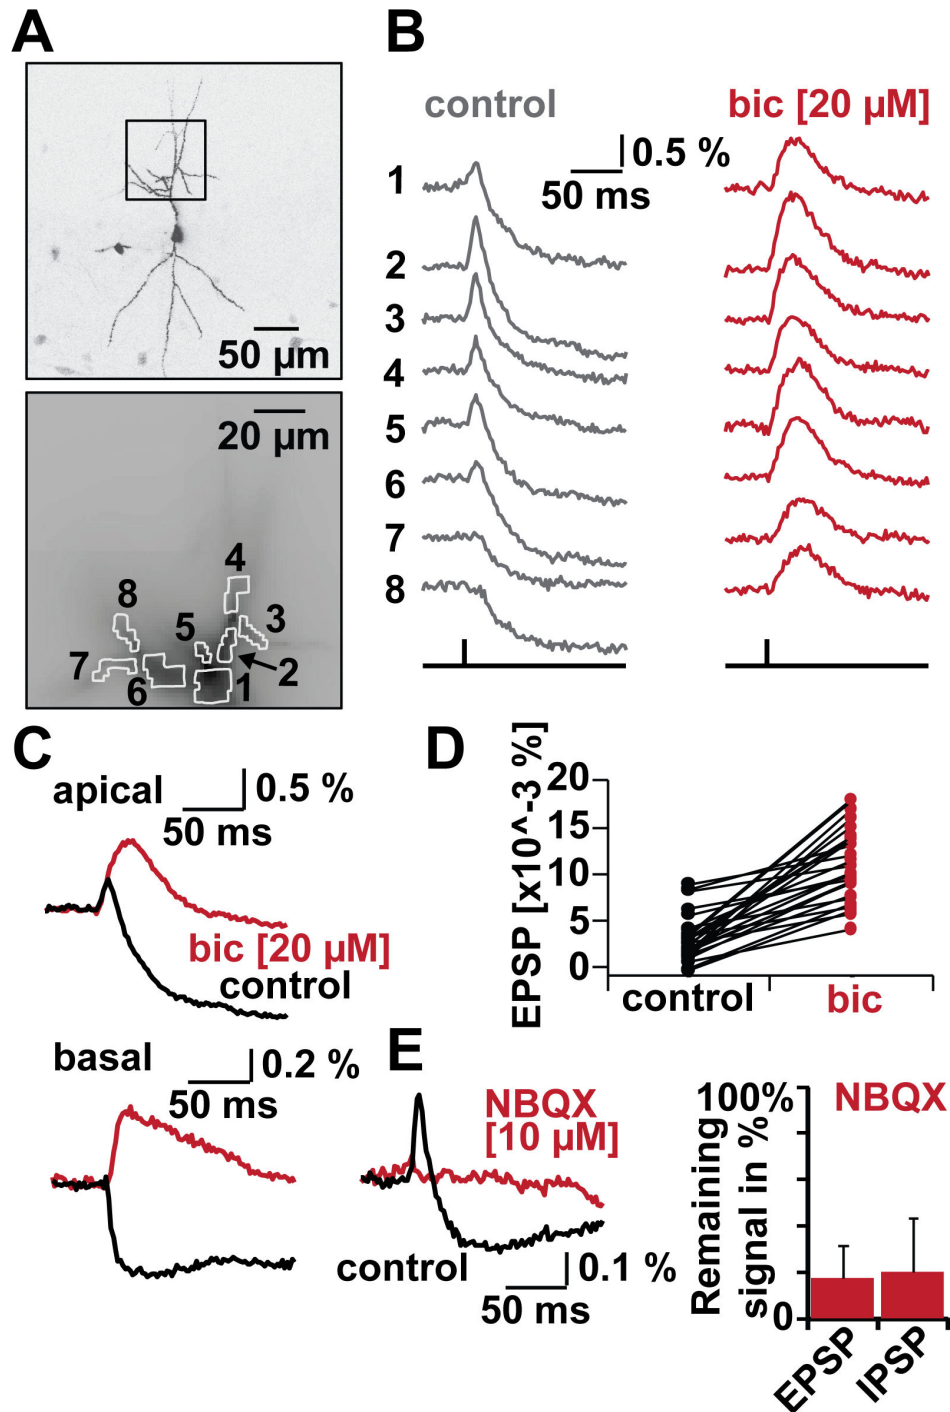 A
50 µm
20 µm
1
2
3
4
5
6
7
8
B
control
bic [20 µM]
0.5 %
50 ms
1
2
3
4
5
6
7
8
C
apical
0.5 %
50 ms
bic [20 µM]
control
basal
0.2 %
50 ms
D
EPSP [x10^-3 %]
20
15
10
5
0
control
bic
E
NBQX
[10 µM]
control
0.1 %
50 ms
Remaining
signal in %
100%
0
NBQX
EPSP
IPSP